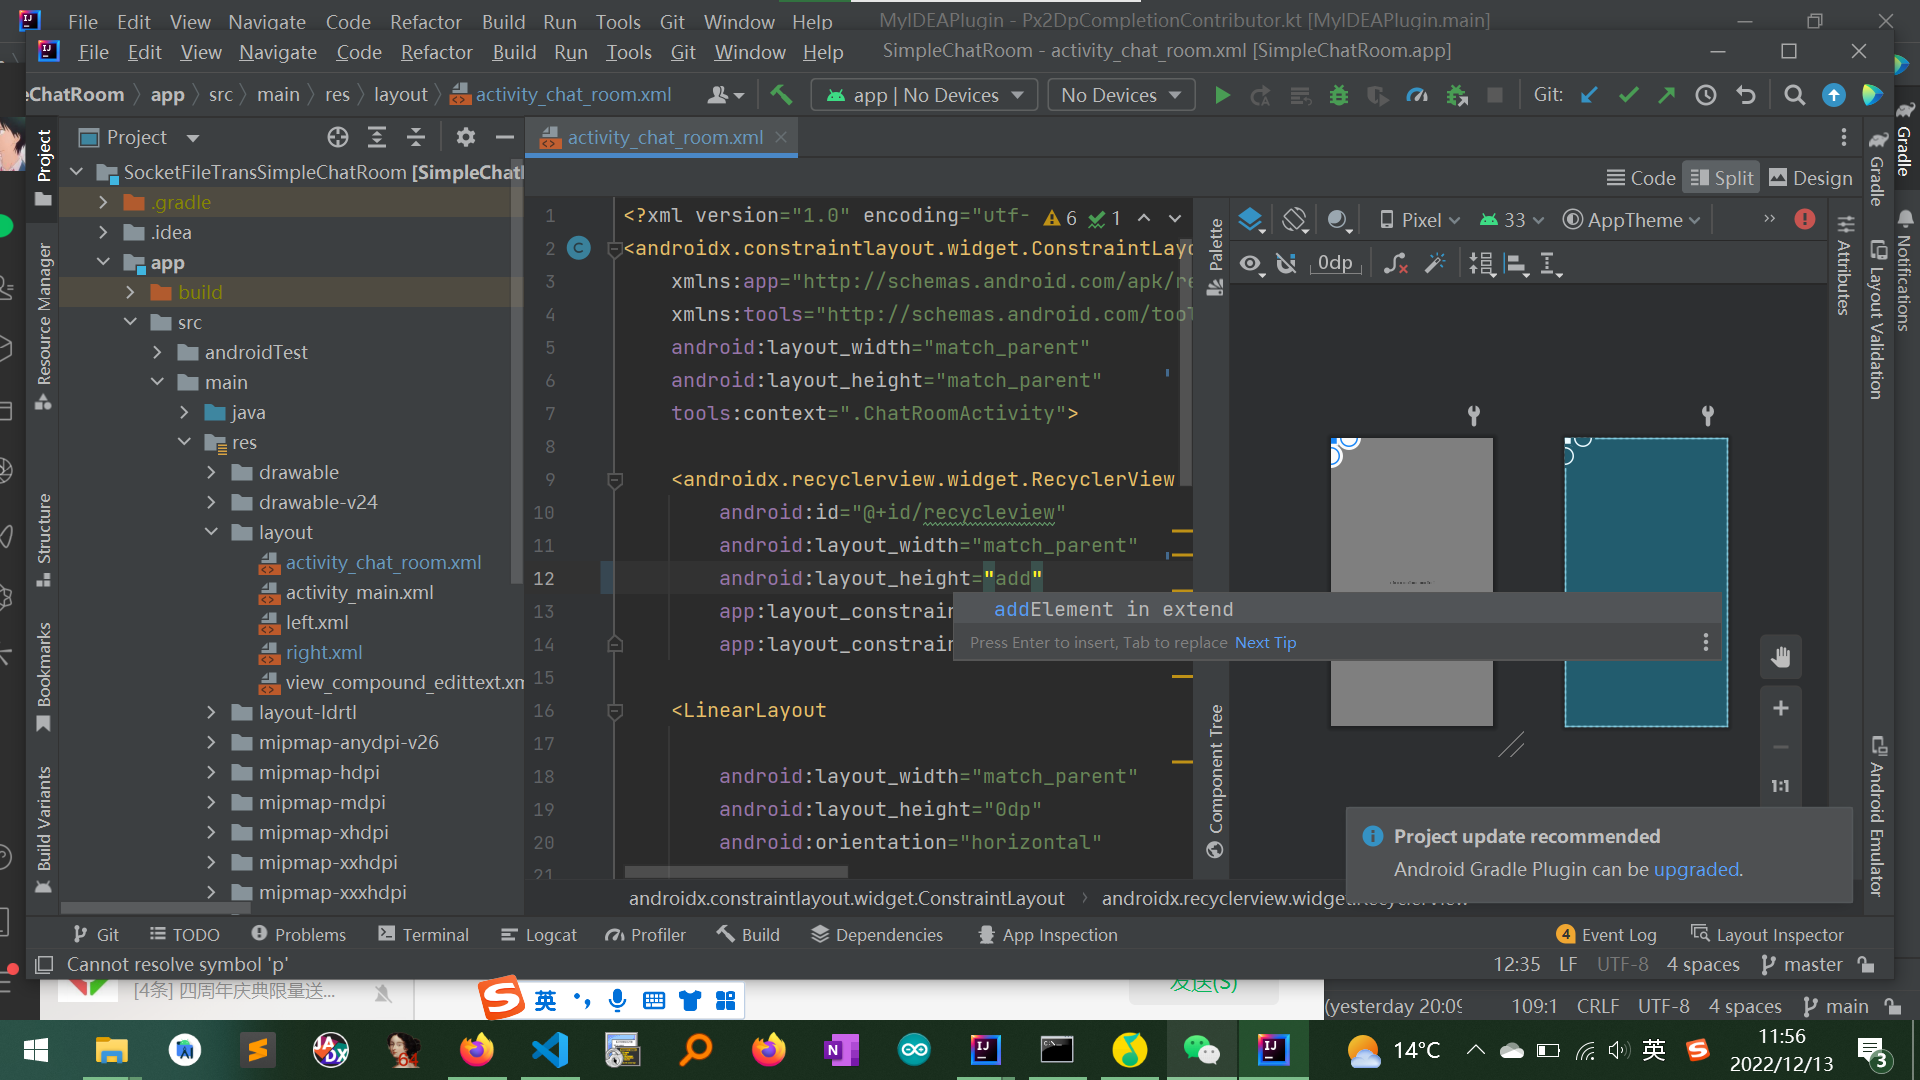 File Edit View Navigate Code Refactor Build Run Tools Git Window Help MyIDEAPlugin - Px2DpCompletionContributor.kt [MyIDEAPlugin.main]
File Edit View Navigate Code Refactor Build Run Tools Git Window Help SimpleChatRoom - activity_chat_room.xml [SimpleChatRoom.app]
eChatRoom app src main res layout activity_chat_room.xml app | No Devices No Devices Git:
Project activity_chat_room.xml
Code Split Design
Project
Resource Manager
Structure
Bookmarks
Build Variants
SocketFileTransSimpleChatRoom [SimpleChatR
.gradle
.idea
app
build
src
androidTest
main
java
res
drawable
drawable-v24
layout
activity_chat_room.xml
activity_main.xml
left.xml
right.xml
view_compound_edittext.xm
layout-ldrtl
mipmap-anydpi-v26
mipmap-hdpi
mipmap-mdpi
mipmap-xhdpi
mipmap-xxhdpi
mipmap-xxxhdpi
1 <?xml version="1.0" encoding="utf- 6 1
2 <androidx.constraintlayout.widget.ConstraintLayo
3 xmlns:app="http://schemas.android.com/apk/re
4 xmlns:tools="http://schemas.android.com/tool
5 android:layout_width="match_parent"
6 android:layout_height="match_parent"
7 tools:context=".ChatRoomActivity">
8
9 <androidx.recyclerview.widget.RecyclerView
10 android:id="@+id/recycleview"
11 android:layout_width="match_parent"
12 android:layout_height="add"
13 app:layout_constrain
14 app:layout_constrain
15
16 <LinearLayout
17
18 android:layout_width="match_parent"
19 android:layout_height="0dp"
20 android:orientation="horizontal"
21
addElement in extend
Press Enter to insert, Tab to replace Next Tip
Palette
Component Tree
Pixel 33 AppTheme
0dp
1:1
Attributes
Gradle
Layout Validation
Android Emulator
Gradle
Notifications
Project update recommended
Android Gradle Plugin can be upgraded.
androidx.constraintlayout.widget.ConstraintLayout androidx.recyclerview.widget.RecyclerView
Git TODO Problems Terminal Logcat Profiler Build Dependencies App Inspection 4 Event Log Layout Inspector
Cannot resolve symbol 'p' 12:35 LF UTF-8 4 spaces master
[4条] 四周年庆典限量送... 英 发送(S)
(yesterday 20:09 109:1 CRLF UTF-8 4 spaces main
14°C 英 11:56
2022/12/13 3